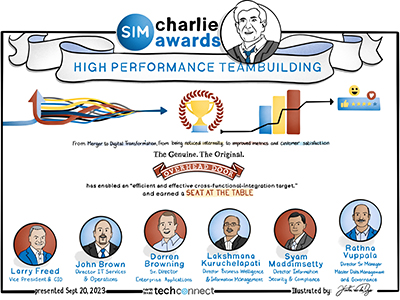 SIM charlie
awards
HIGH PERFORMANCE TEAMBUILDING
From Merger to Digital Transformation, from being noticed internally, to improved metrics and customer satisfaction
The Genuine. The Original.
OVERHEAD DOOR
has enabled an "efficient and effective cross-functional-integration target."
and earned a SEAT AT THE TABLE
Larry Freed
Vice President & CIO
John Brown
Director IT Services
& Operations
Darren
Browning
Sr. Director
Enterprise Applications
Lakshmana
Kuruchelapati
Director Business Intelligence
& Information Management
Syam
Maddimsetty
Director Information
Security & Compliance
Rathna
Vuppala
Director Sr Manager
Master Data Management
and Governance
presented Sept 20, 2023
techconnect
Illustrated by: